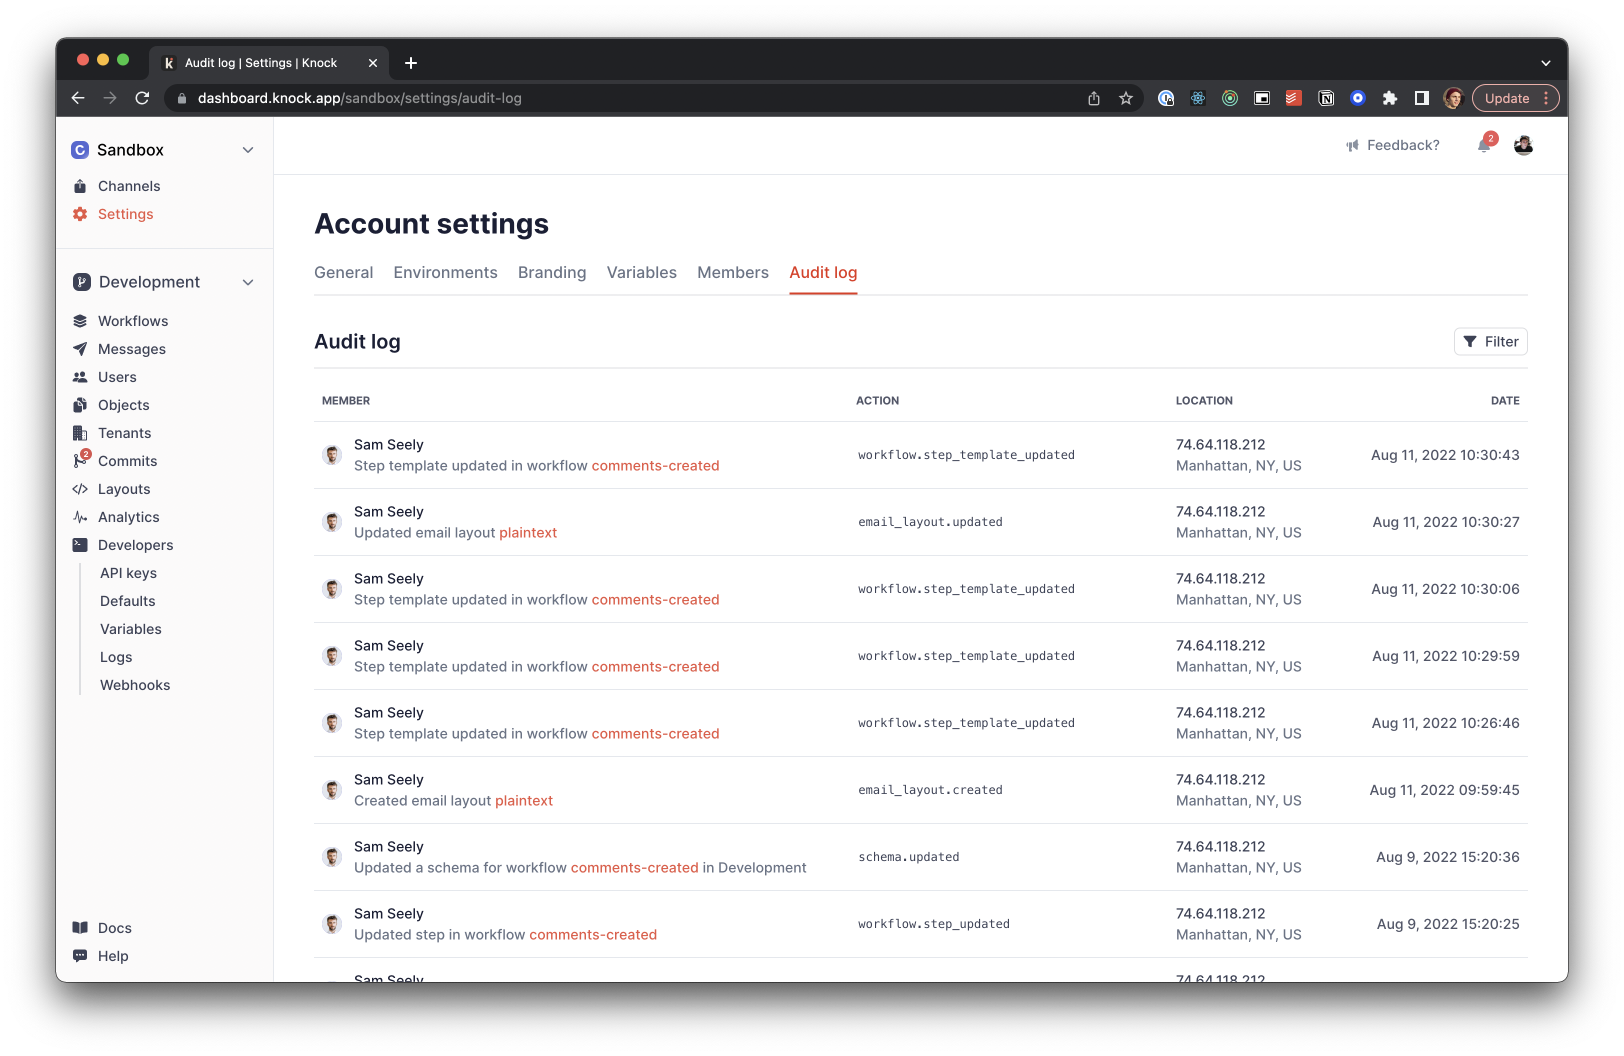 Audit log | Settings | Knock
dashboard.knock.app/sandbox/settings/audit-log
Update
C Sandbox
Channels
Settings
Development
Workflows
Messages
Users
Objects
Tenants
2
Commits
Layouts
Analytics
Developers
API keys
Defaults
Variables
Logs
Webhooks
Docs
Help
Feedback?
2
Account settings
General Environments Branding Variables Members Audit log
Audit log
Filter
MEMBER ACTION LOCATION DATE
Sam Seely
Step template updated in workflow comments-created
workflow.step_template_updated
74.64.118.212
Manhattan, NY, US
Aug 11, 2022 10:30:43
Sam Seely
Updated email layout plaintext
email_layout.updated
74.64.118.212
Manhattan, NY, US
Aug 11, 2022 10:30:27
Sam Seely
Step template updated in workflow comments-created
workflow.step_template_updated
74.64.118.212
Manhattan, NY, US
Aug 11, 2022 10:30:06
Sam Seely
Step template updated in workflow comments-created
workflow.step_template_updated
74.64.118.212
Manhattan, NY, US
Aug 11, 2022 10:29:59
Sam Seely
Step template updated in workflow comments-created
workflow.step_template_updated
74.64.118.212
Manhattan, NY, US
Aug 11, 2022 10:26:46
Sam Seely
Created email layout plaintext
email_layout.created
74.64.118.212
Manhattan, NY, US
Aug 11, 2022 09:59:45
Sam Seely
Updated a schema for workflow comments-created in Development
schema.updated
74.64.118.212
Manhattan, NY, US
Aug 9, 2022 15:20:36
Sam Seely
Updated step in workflow comments-created
workflow.step_updated
74.64.118.212
Manhattan, NY, US
Aug 9, 2022 15:20:25
Sam Seely
74.64.118.212